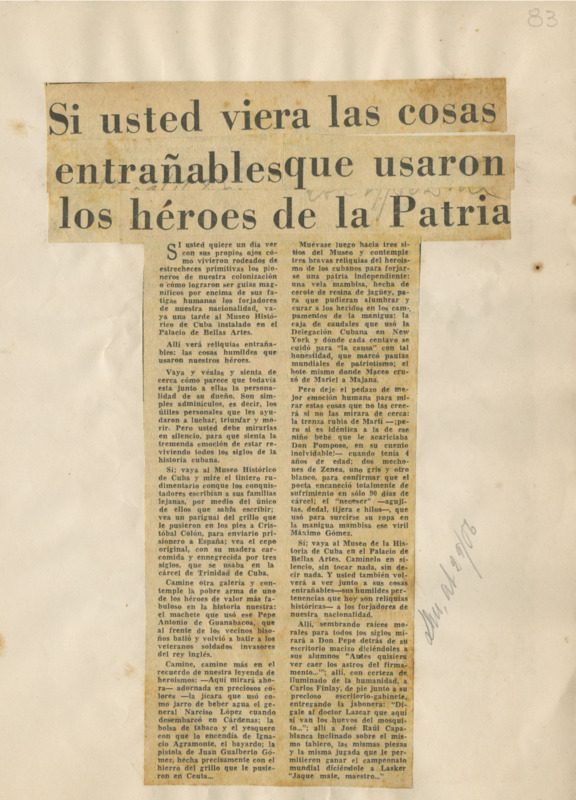 83
Si usted viera las cosas
entrañablesque usaron
los héroes de la Patria
SI usted quiere un día ver
con sus propios ojos có-
mo vivieron rodeados de
estrecheces primitivas los pio-
neros de nuestra colonización
o cómo lograron ser guías mag-
níficos por encima de sus fa-
tigas humanas los forjadores
de nuestra nacionalidad, va-
ya una tarde al Museo Histó-
rico de Cuba instalado en el
Palacio de Bellas Artes.
Allí verá reliquias entraña-
bles: las cosas humildes que
usaron nuestros héroes.
Vaya y véalas y sienta de
cerca cómo parece que todavía
esta junto a ellas la personali-
dad de su dueño. Son sim-
ples adminículos, es decir, los
útiles personales que les ayu-
daron a luchar, triunfar y mo-
rir. Pero usted debe mirarlas
en silencio, para que sienta la
tremenda emoción de estar re-
viviendo todos los siglos de la
historia cubana.
Sí; vaya al Museo Histórico
de Cuba y mire el tintero ru-
dimentario conque los conquis-
tadores escribían a sus familias
lejanas, por medio del único
de ellos que sabía escribir;
vea un parigual del grillo que
le pusieron en los pies a Cris-
tóbal Colón, para enviarlo pri-
sionero a España; vea el cepo
original, con su madera car-
comida y ennegrecida por tres
siglos, que se usaba en la
cárcel de Trinidad de Cuba.
Camine otra galería y con-
temple la pobre arma de uno
de los héroes de valor más fa-
buloso en la historia nuestra:
el machete que usó ese Pepe
Antonio de Guanabacoa, que
al frente de los vecinos biso-
ños batió y volvió a batir a los
veteranos soldados invasores
del rey inglés.
Camine, camine más en el
recuerdo de nuestra leyenda de
heroísmos: —Aquí mirará aho-
ra— adornada en preciosos co-
lores —la jícara que usó co-
mo jarro de beber agua el ge-
neral Narciso López cuando
desembarcó en Cárdenas; la
bolsa de tabaco y el yesquero
con que lo encendía de Igna-
cio Agramonte, el bayardo; la
pistola de Juan Gualberto Gó-
mez, hecha precisamente con el
hierro del grillo que le pusie-
ron en Ceuta...
Muévase luego hacia tres si-
tios del Museo y contemple
tres bravas reliquias del heroís-
mo de los cubanos para forjar-
se una patria independiente:
una vela mambisa, hecha de
cerote de resina de jagüey, pa-
ra que pudieran alumbrar y
curar a los heridos en los cam-
pamentos de la manigua; la
caja de caudales que usó la
Delegación Cubana en New
York y dónde cada centavo se
cuidó para "la causa" con tal
honestidad, que marcó pautas
mundiales de patriotismo; el
bote mismo donde Maceo cru-
zó de Mariel a Majana.
Pero deje el pedazo de me-
jor emoción humana para mi-
rar estas cosas que no las cree-
rá si no las mirara de cerca:
la trenza rubia de Martí —¡pe-
ro si es idéntica a la de ese
niño bebé que le acariciaba
Don Pomposo, en su cuento
inolvidable!— cuando tenía 4
años de edad; dos mecho-
nes de Zenea, uno gris y otro
blanco, para confirmar que el
poeta encaneció totalmente de
sufrimiento en sólo 90 días de
cárcel; el "neceser" —aguji-
tas, dedal, tijera e hilos—, que
usó para surcirse su zopa en
la manigua mambisa ese viril
Máximo Gómez.
Sí; vaya al Museo de la His-
toria de Cuba en el Palacio de
Bellas Artes. Camínelo en si-
lencio, sin tocar nada, sin de-
cir nada. Y usted también vol-
verá a ver junto a sus cosas
entrañables—sus humildes per-
tenencias que hoy son reliquias
históricas— a los forjadores de
nuestra nacionalidad.
Allí, sembrando raíces mo-
rales para todos los siglos mi-
rará a Don Pepe detrás de su
escritorio macizo diciéndoles a
sus alumnos "Antes quisiera
ver caer los astros del firma-
mento..."; allí, con certeza de
iluminado de la humanidad, a
Carlos Finlay, de pie junto a su
precioso escritorio-gabinete,
entregando la jabonera: "Dí-
gale al doctor Lazear que aquí
sí van los huevos del mosqui-
to..."; allí a José Raúl Capa-
blanca inclinado sobre el mis-
mo tablero, las mismas piezas
y la misma jugada que le per-
mitieron ganar el campeonato
mundial diciéndole a Lasker
"Jaque mate, maestro..."